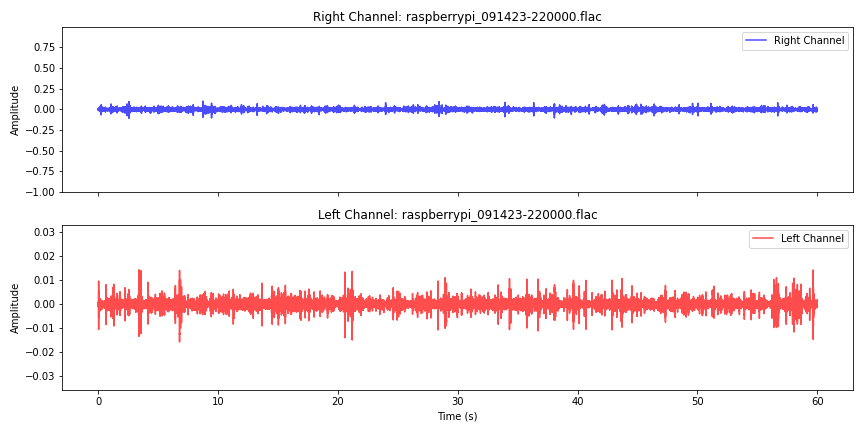 Right Channel: raspberrypi_091423-220000.flac
Right Channel
0.75
0.50
0.25
0.00
−0.25
−0.50
−0.75
−1.00
Amplitude
Left Channel: raspberrypi_091423-220000.flac
Left Channel
0.03
0.02
0.01
0.00
−0.01
−0.02
−0.03
Amplitude
0 10 20 30 40 50 60
Time (s)